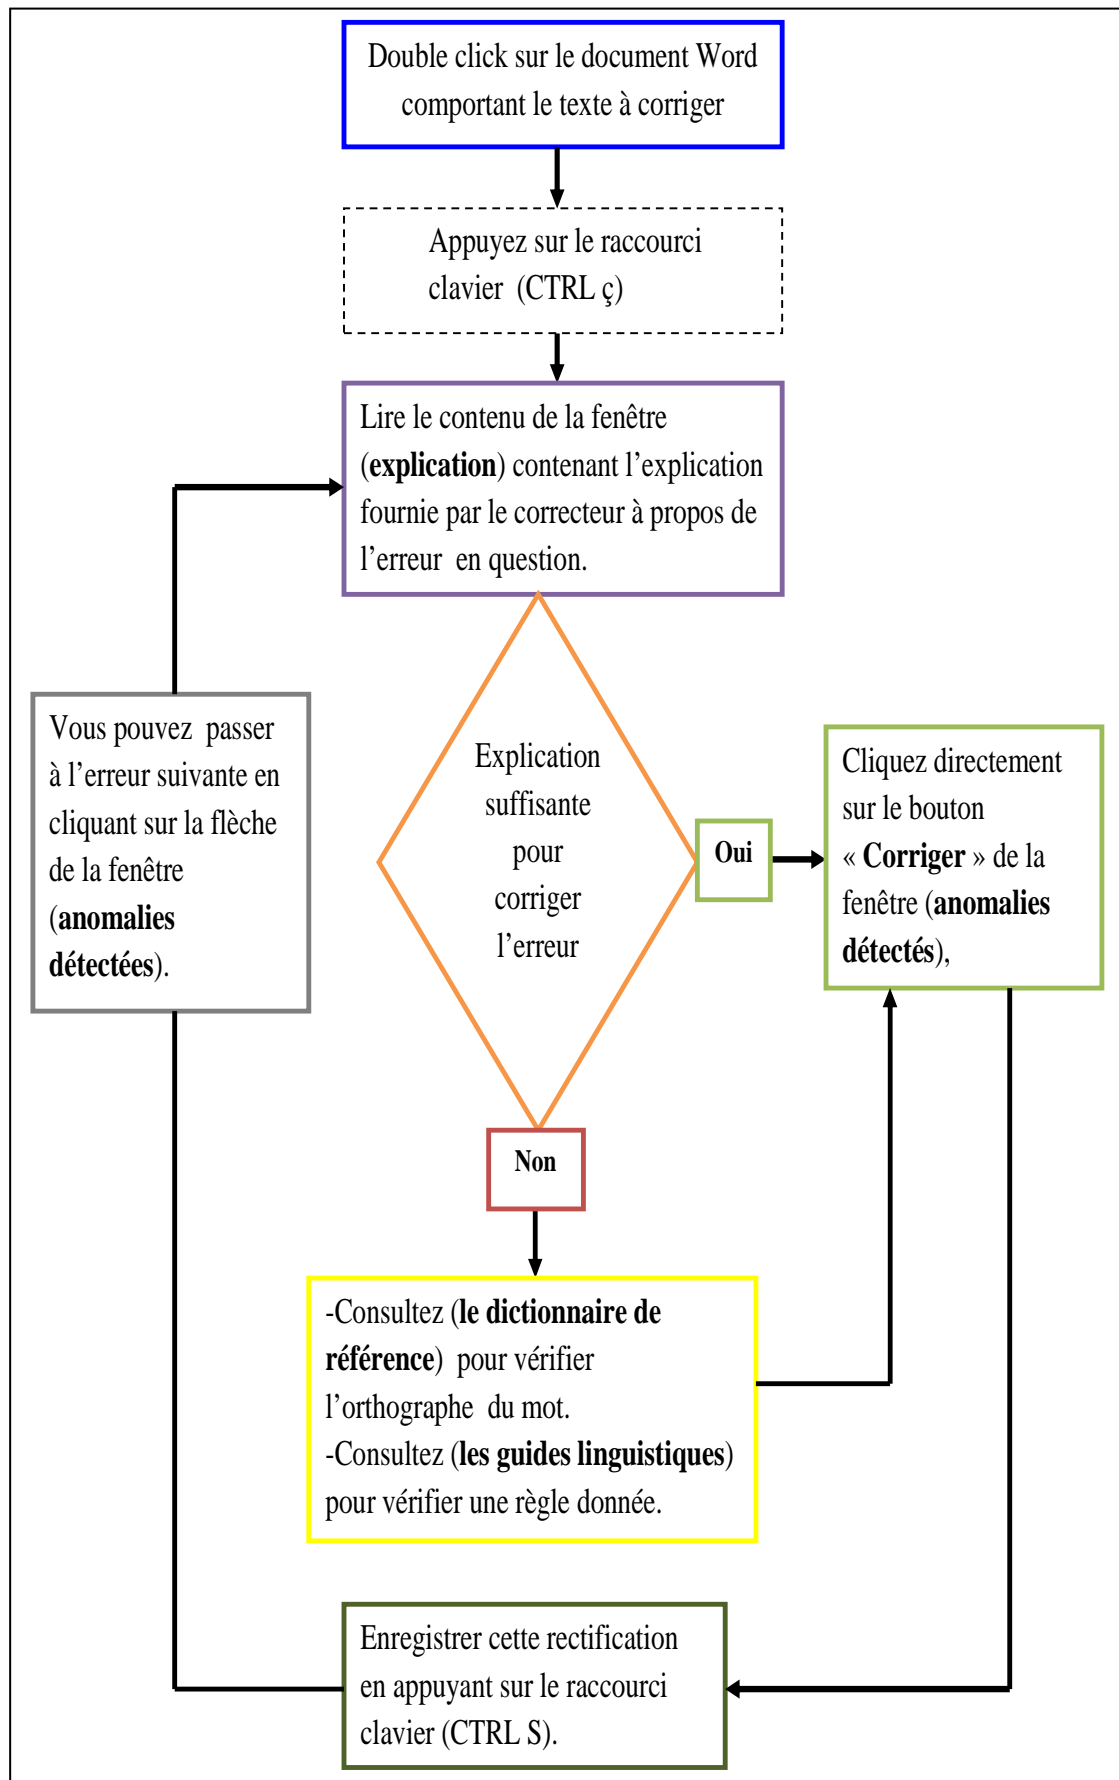 Double click sur le document Word
comportant le texte à corriger
Appuyez sur le raccourci
clavier (CTRL ç)
Lire le contenu de la fenêtre
(explication) contenant l’explication
fournie par le correcteur à propos de
l’erreur en question.
Vous pouvez passer
à l’erreur suivante en
cliquant sur la flèche
de la fenêtre
(anomalies
détectées).
Explication
suffisante
pour
corriger
l’erreur
Oui
Cliquez directement
sur le bouton
« Corriger » de la
fenêtre (anomalies
détectés),
Non
-Consultez (le dictionnaire de
référence) pour vérifier
l’orthographe du mot.
-Consultez (les guides linguistiques)
pour vérifier une règle donnée.
Enregistrer cette rectification
en appuyant sur le raccourci
clavier (CTRL S).